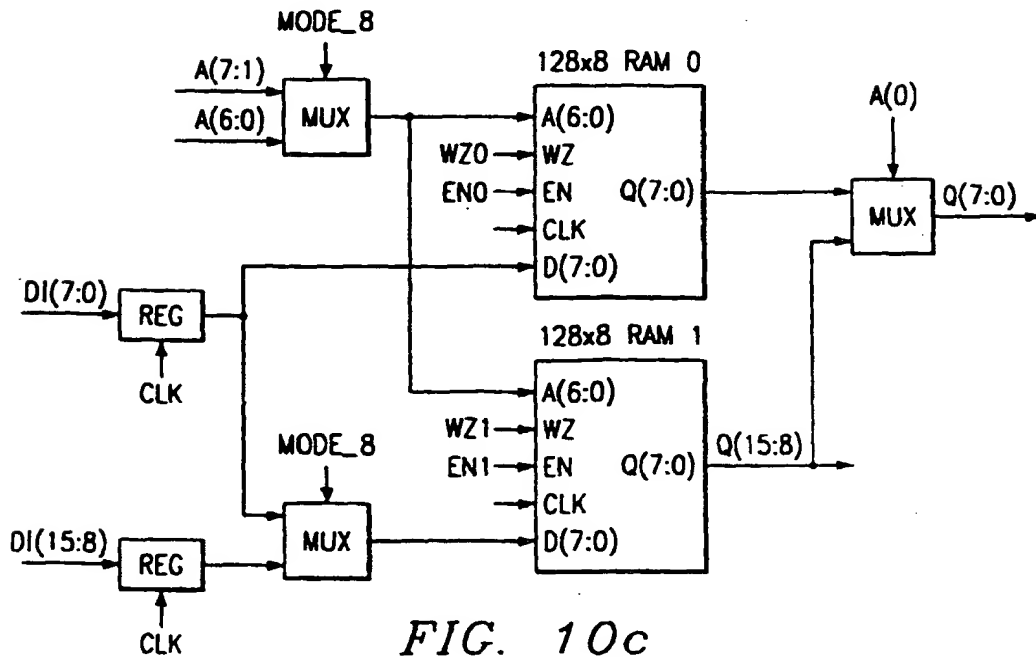 MODE_8
128x8 RAM 0
A(7:1)
A(6:0)
MUX
A(6:0)
WZ0
WZ
EN0
EN
CLK
D(7:0)
Q(7:0)
A(0)
MUX
Q(7:0)
DI(7:0)
REG
CLK
128x8 RAM 1
A(6:0)
WZ1
WZ
EN1
EN
CLK
D(7:0)
Q(7:0)
Q(15:8)
MODE_8
MUX
DI(15:8)
REG
CLK
FIG. 10c